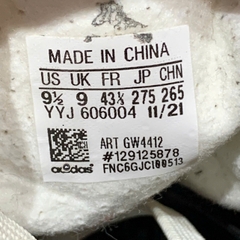 MADE IN CHINA
US UK FR JP CHN
9½ 9 43⅓ 275 265
YYJ 606004 11/21
ART GW4412
#129125878
FNC6GJC100513
adidas